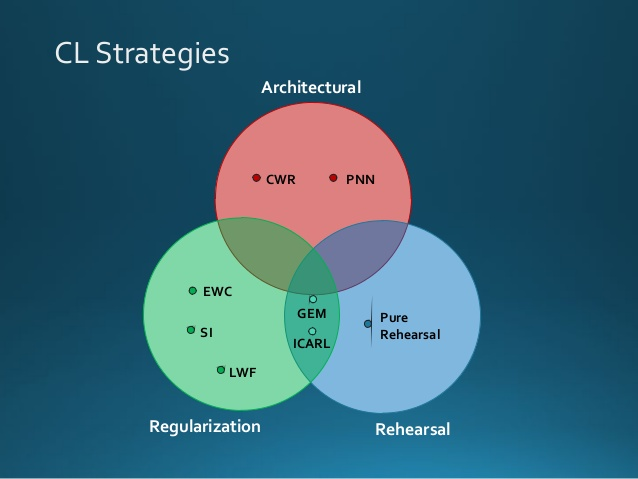 CL Strategies
Architectural
CWR
PNN
EWC
SI
LWF
GEM
ICARL
Pure
Rehearsal
Regularization
Rehearsal